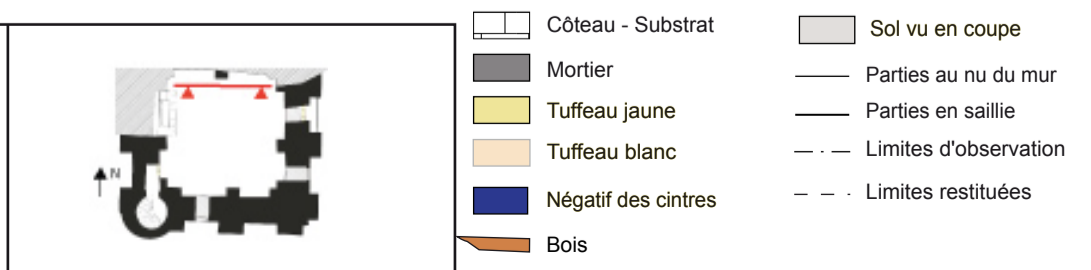 N
Côteau - Substrat
Mortier
Tuffeau jaune
Tuffeau blanc
Négatif des cintres
Bois
Sol vu en coupe
Parties au nu du mur
Parties en saillie
Limites d'observation
Limites restituées